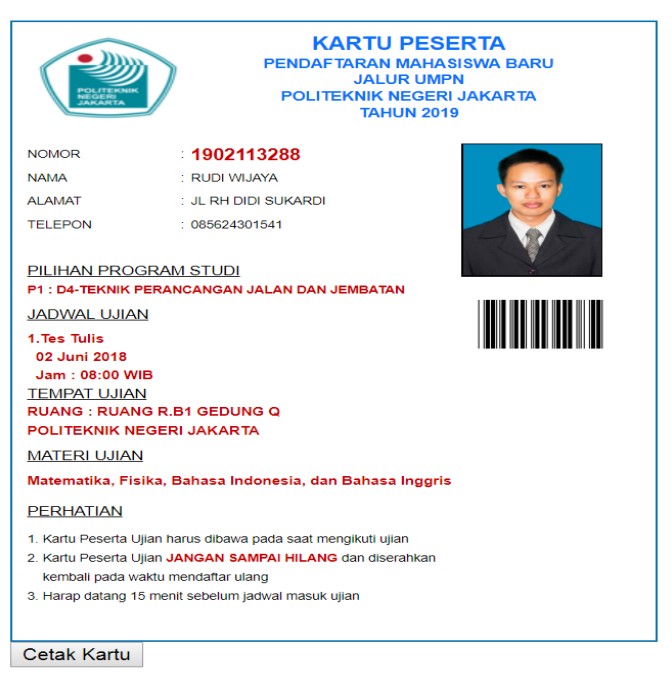 POLITEKNIK
NEGERI
JAKARTA
KARTU PESERTA
PENDAFTARAN MAHASISWA BARU
JALUR UMPN
POLITEKNIK NEGERI JAKARTA
TAHUN 2019
NOMOR : 1902113288
NAMA : RUDI WIJAYA
ALAMAT : JL RH DIDI SUKARDI
TELEPON : 085624301541
PILIHAN PROGRAM STUDI
P1 : D4-TEKNIK PERANCANGAN JALAN DAN JEMBATAN
JADWAL UJIAN
1.Tes Tulis
02 Juni 2018
Jam : 08:00 WIB
TEMPAT UJIAN
RUANG : RUANG R.B1 GEDUNG Q
POLITEKNIK NEGERI JAKARTA
MATERI UJIAN
Matematika, Fisika, Bahasa Indonesia, dan Bahasa Inggris
PERHATIAN
1. Kartu Peserta Ujian harus dibawa pada saat mengikuti ujian
2. Kartu Peserta Ujian JANGAN SAMPAI HILANG dan diserahkan
kembali pada waktu mendaftar ulang
3. Harap datang 15 menit sebelum jadwal masuk ujian
Cetak Kartu